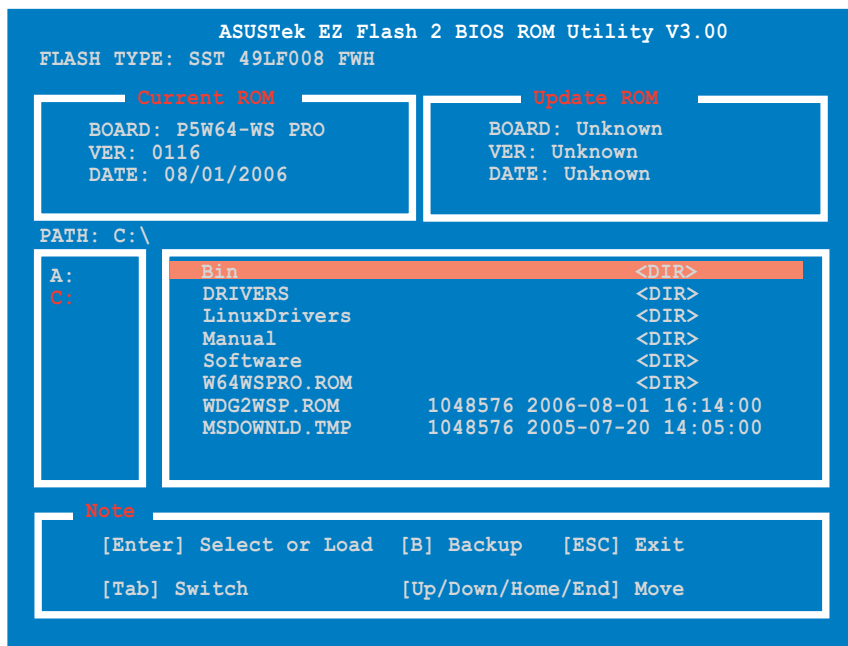 ASUSTek EZ Flash 2 BIOS ROM Utility V3.00
FLASH TYPE: SST 49LF008 FWH
Current ROM
BOARD: P5W64-WS PRO
VER: 0116
DATE: 08/01/2006
Update ROM
BOARD: Unknown
VER: Unknown
DATE: Unknown
PATH: C:\
A:
C:
Bin <DIR>
DRIVERS <DIR>
LinuxDrivers <DIR>
Manual <DIR>
Software <DIR>
W64WSPRO.ROM <DIR>
WDG2WSP.ROM 1048576 2006-08-01 16:14:00
MSDOWNLD.TMP 1048576 2005-07-20 14:05:00
Note
[Enter] Select or Load [B] Backup [ESC] Exit
[Tab] Switch [Up/Down/Home/End] Move